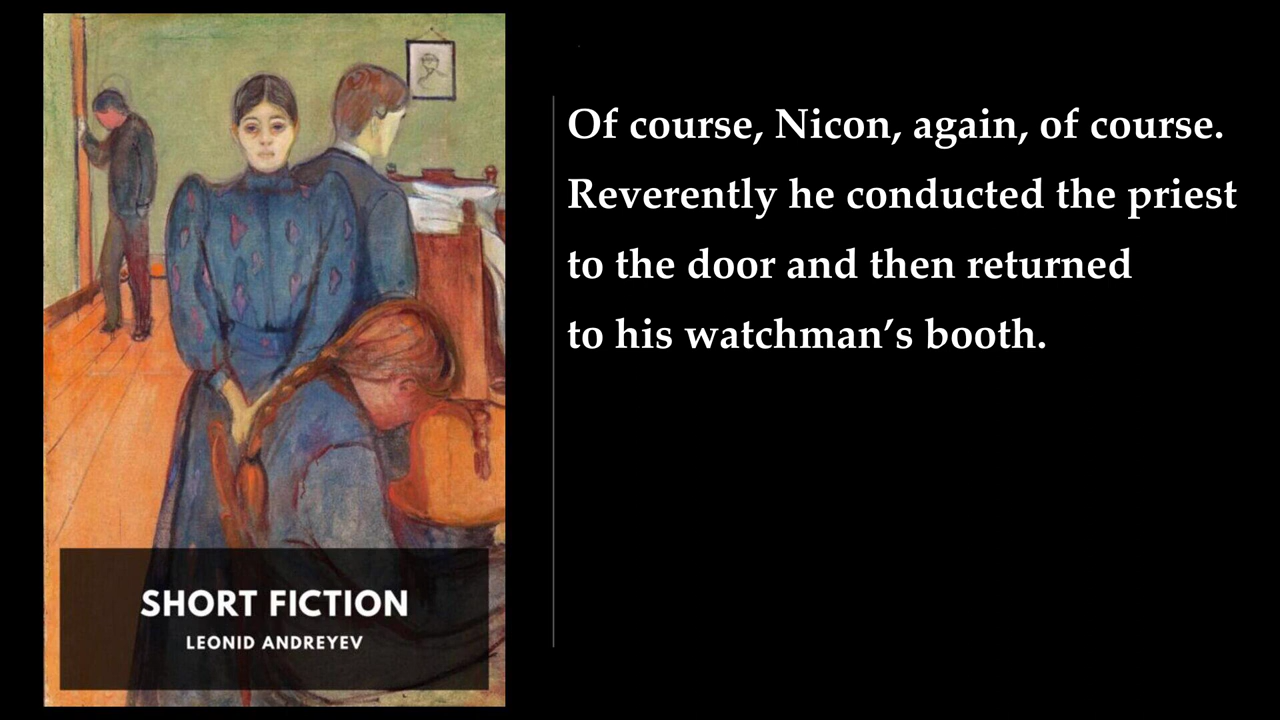 SHORT FICTION
LEONID ANDREYEV
Of course, Nicon, again, of course.
Reverently he conducted the priest
to the door and then returned
to his watchman’s booth.